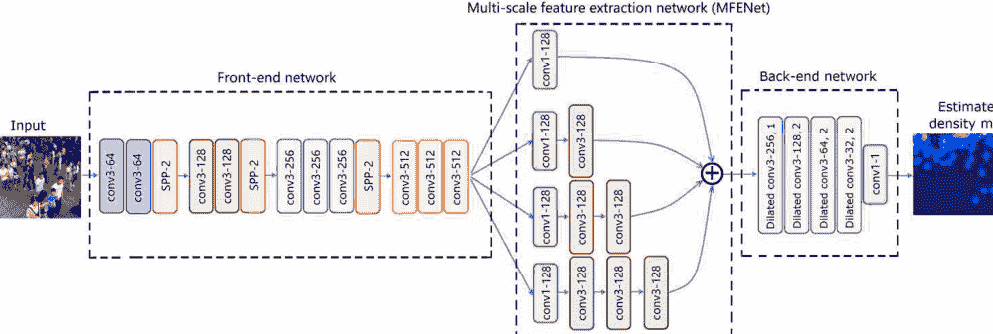 Multi-scale feature extraction network (MFENet)
Front-end network
Back-end network
Input
Estimate
density m
conv3-64
conv3-64
SPP-2
conv3-128
conv3-128
SPP-2
conv3-256
conv3-256
conv3-256
SPP-2
conv3-512
conv3-512
conv3-512
conv1-128
conv1-128
conv3-128
conv1-128
conv3-128
conv3-128
conv1-128
conv3-128
conv3-128
conv3-128
Dilated conv3-256, 1
Dilated conv3-128, 2
Dilated conv3-64, 2
Dilated conv3-32, 2
conv1-1